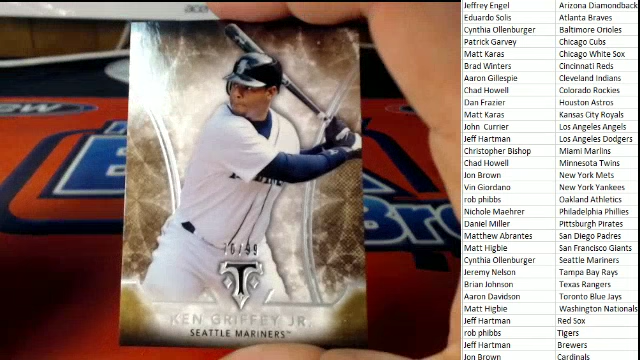 acer
76/99
T
KEN GRIFFEY JR.
SEATTLE MARINERS™
Jeffrey Engel Arizona Diamondback
Eduardo Solis Atlanta Braves
Cynthia Ollenburger Baltimore Orioles
Patrick Garvey Chicago Cubs
Matt Karas Chicago White Sox
Brad Winters Cincinnati Reds
Aaron Gillespie Cleveland Indians
Chad Howell Colorado Rockies
Dan Frazier Houston Astros
Matt Karas Kansas City Royals
John Currier Los Angeles Angels
Jeff Hartman Los Angeles Dodgers
Christopher Bishop Miami Marlins
Chad Howell Minnesota Twins
Jon Brown New York Mets
Vin Giordano New York Yankees
rob phibbs Oakland Athletics
Nichole Maehrer Philadelphia Phillies
Daniel Miller Pittsburgh Pirates
Matthew Abrantes San Diego Padres
Matt Higbie San Francisco Giants
Cynthia Ollenburger Seattle Mariners
Jeremy Nelson Tampa Bay Rays
Brian Johnson Texas Rangers
Aaron Davidson Toronto Blue Jays
Matt Higbie Washington Nationals
Jeff Hartman Red Sox
rob phibbs Tigers
Jeff Hartman Brewers
Jon Brown Cardinals